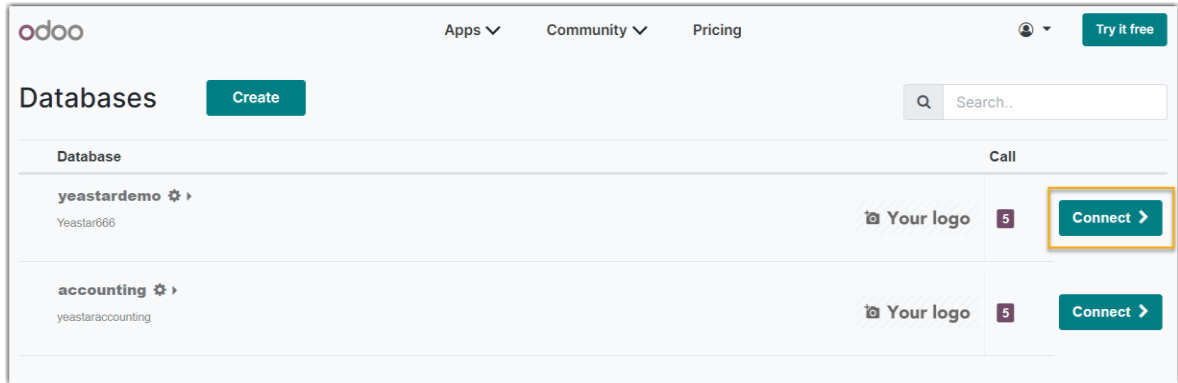 odoo Apps Community Pricing Try it free
Databases Create Search..
Database Call
yeastardemo
Yeastar666
Your logo 5 Connect
accounting
yeastaraccounting
Your logo 5 Connect